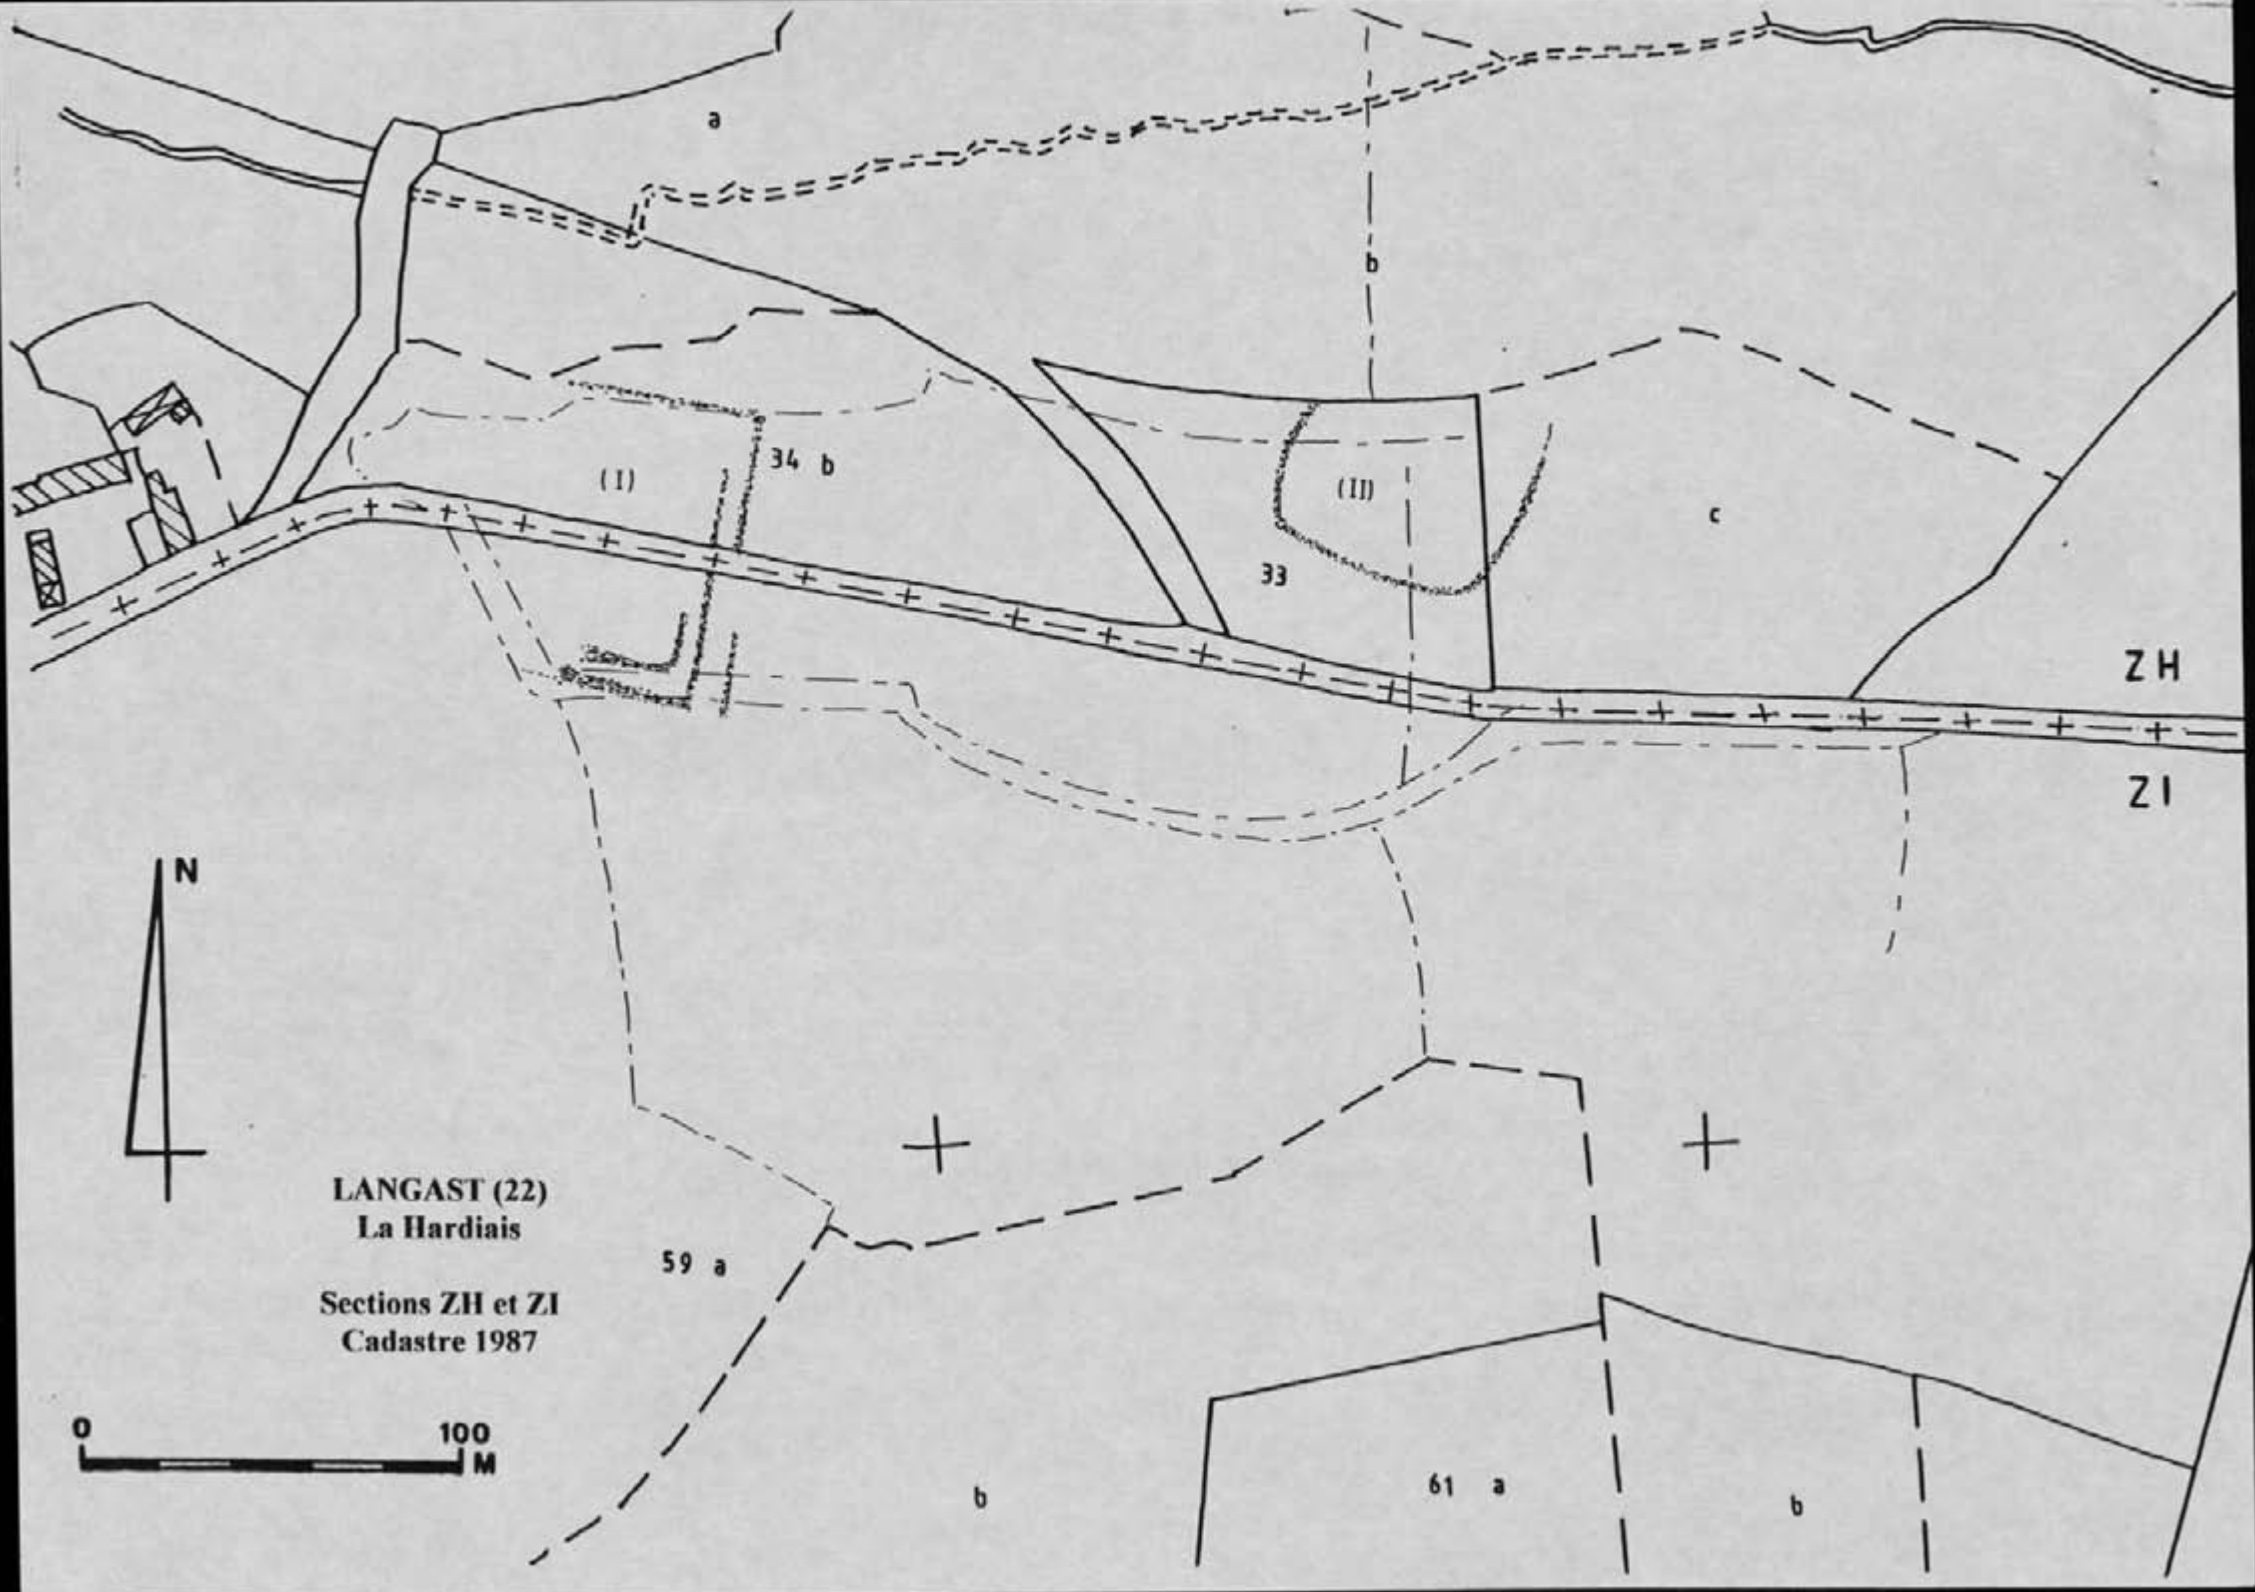 a
b
34 b
(I)
(II)
c
33
ZH
ZI
N
LANGAST (22)
La Hardiais
59 a
Sections ZH et ZI
Cadastre 1987
0 100
M
61 a
b
b